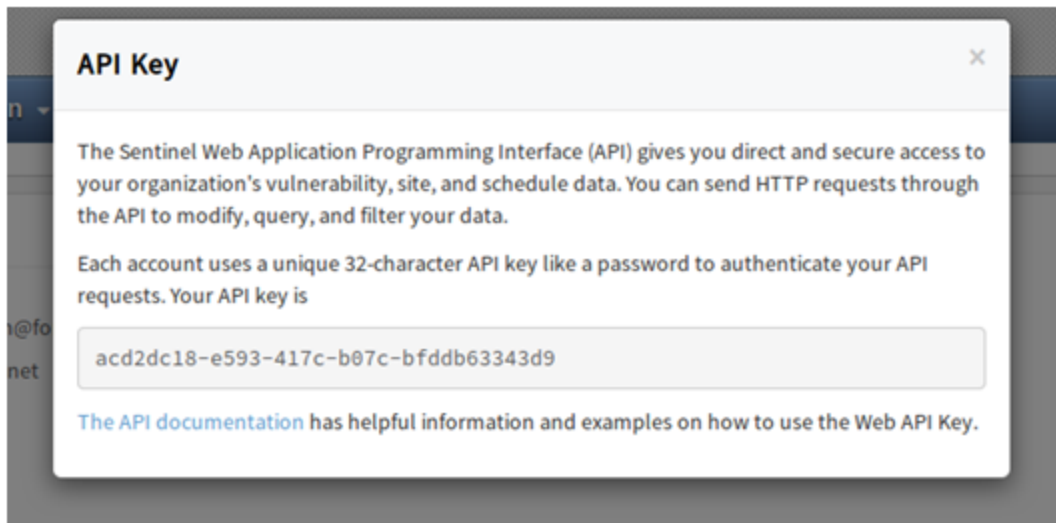 API Key
×
n
The Sentinel Web Application Programming Interface (API) gives you direct and secure access to
your organization's vulnerability, site, and schedule data. You can send HTTP requests through
the API to modify, query, and filter your data.
Each account uses a unique 32-character API key like a password to authenticate your API
requests. Your API key is
@fo
acd2dc18-e593-417c-b07c-bfddb63343d9
net
The API documentation has helpful information and examples on how to use the Web API Key.